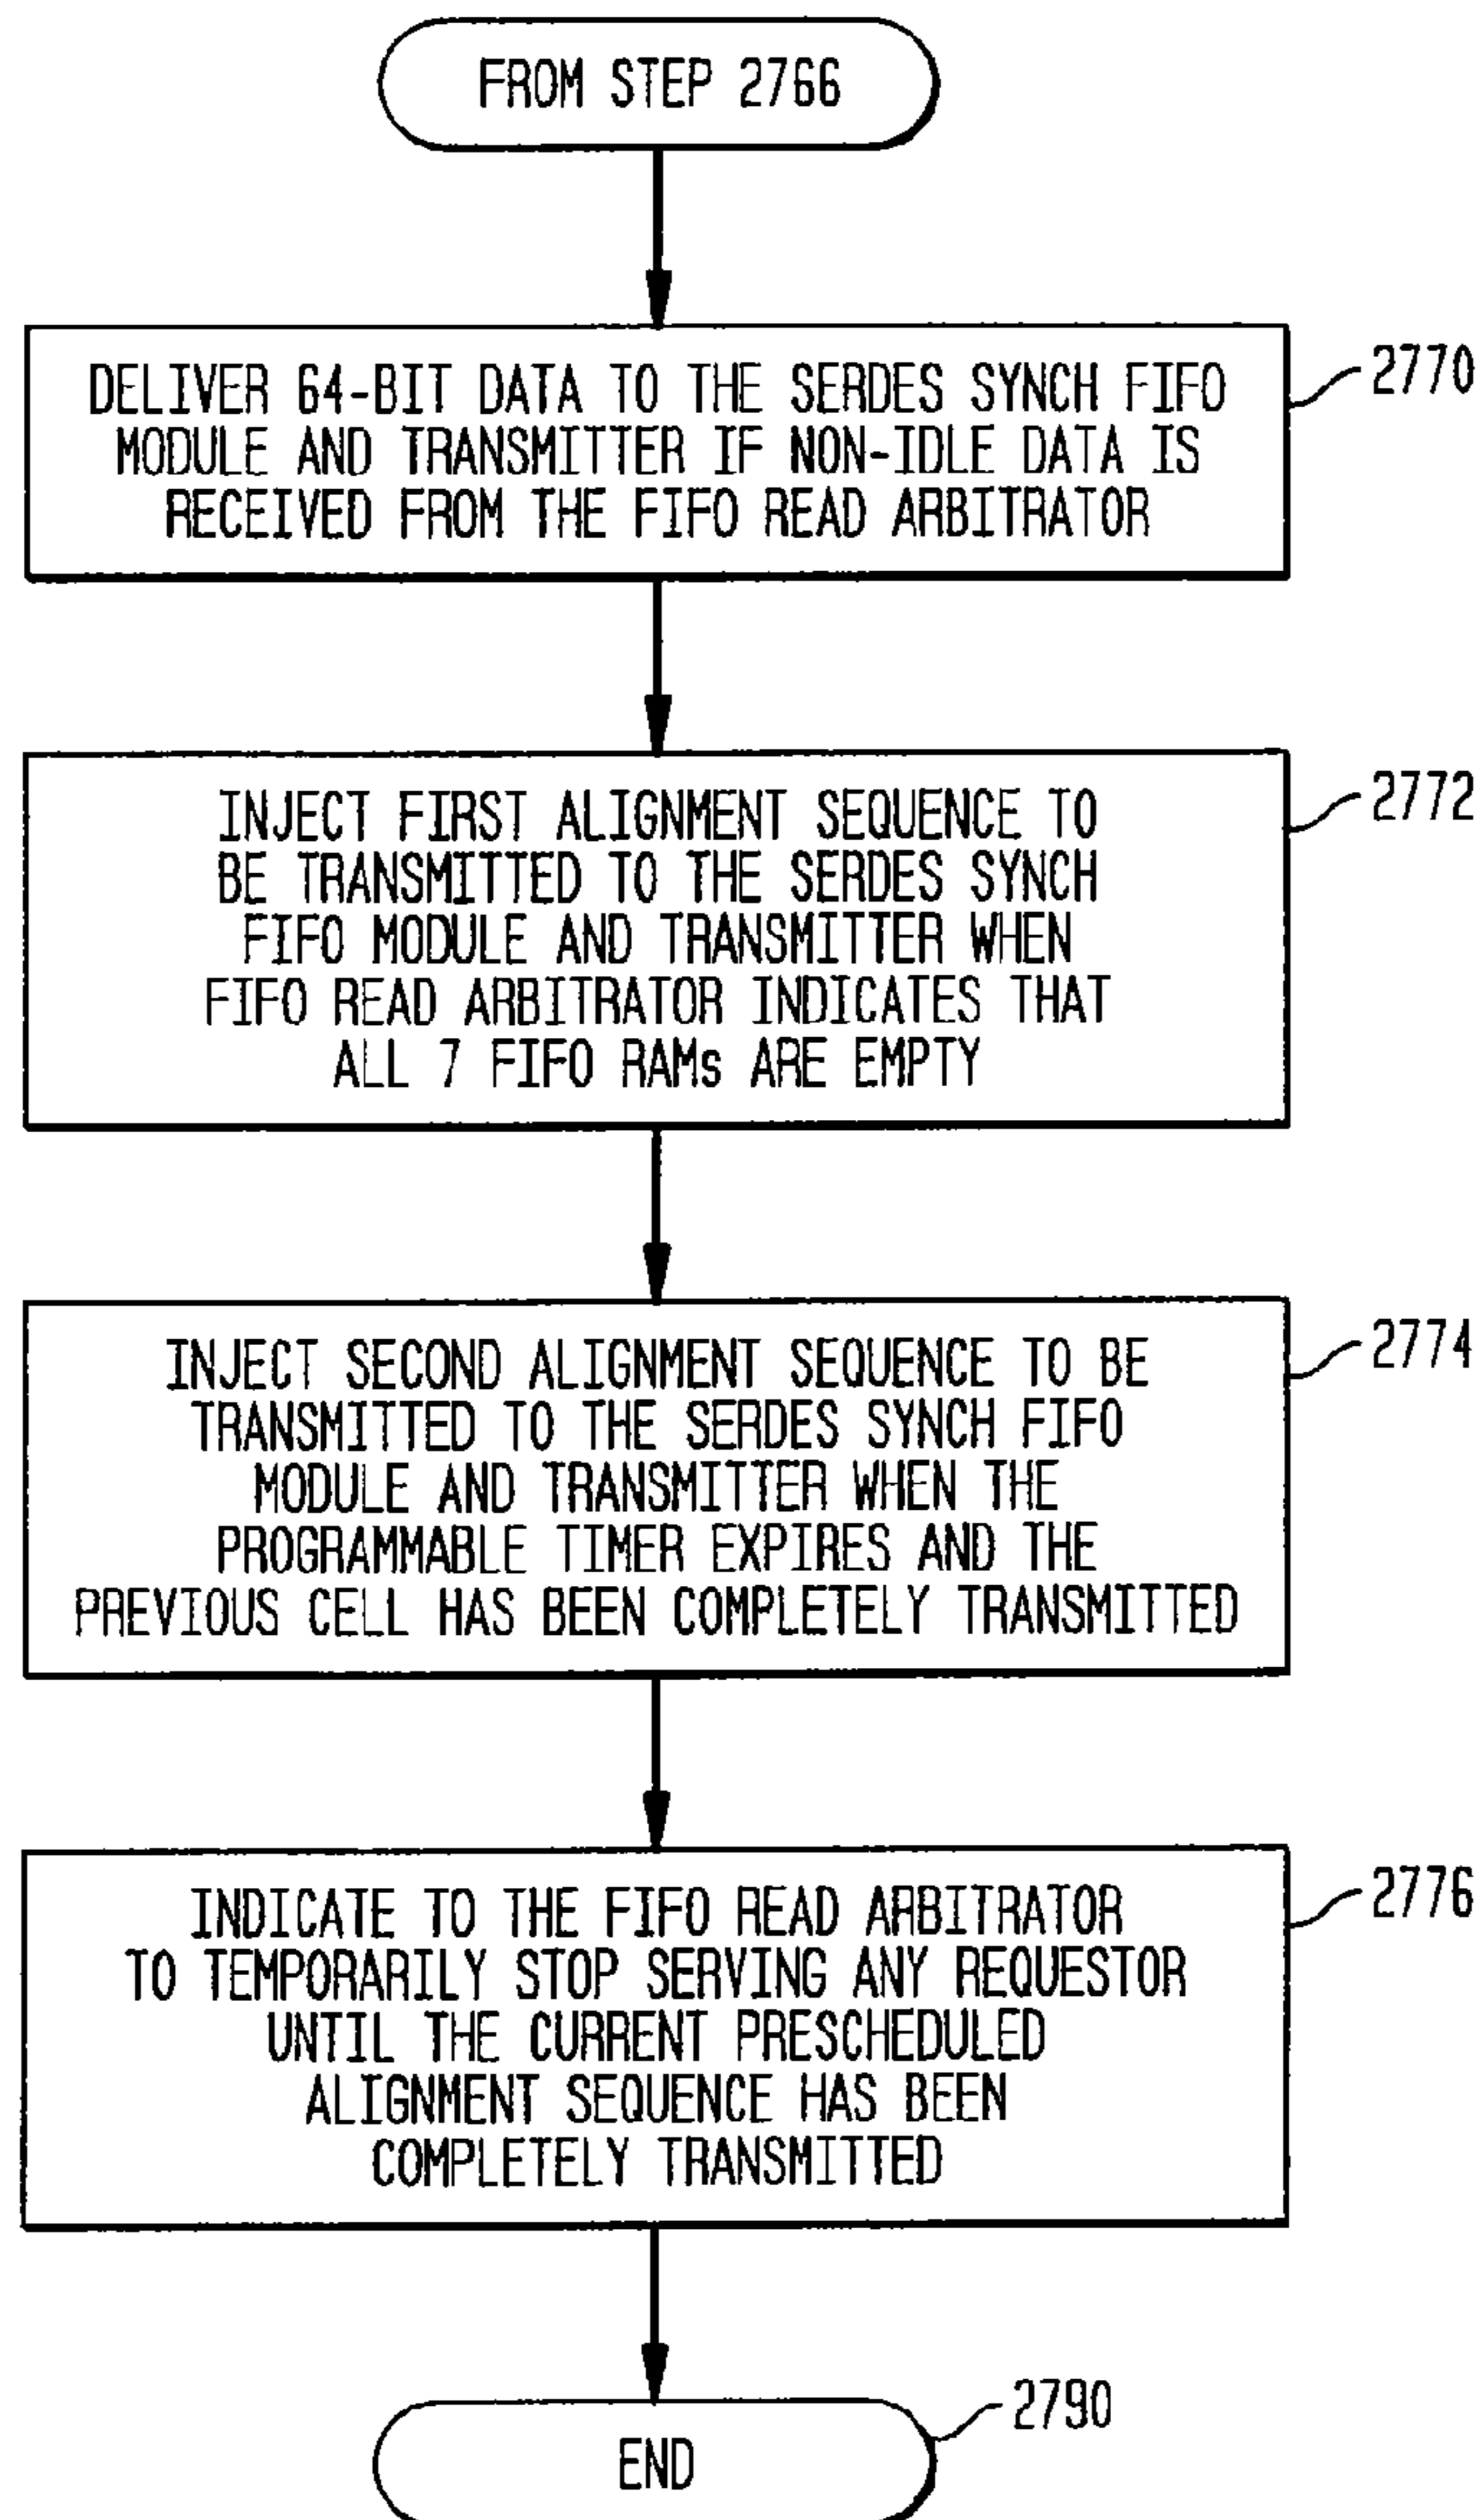 FROM STEP 2766
DELIVER 64-BIT DATA TO THE SERDES SYNCH FIFO
MODULE AND TRANSMITTER IF NON-IDLE DATA IS
RECEIVED FROM THE FIFO READ ARBITRATOR
2770
INJECT FIRST ALIGNMENT SEQUENCE TO
BE TRANSMITTED TO THE SERDES SYNCH
FIFO MODULE AND TRANSMITTER WHEN
FIFO READ ARBITRATOR INDICATES THAT
ALL 7 FIFO RAMs ARE EMPTY
2772
INJECT SECOND ALIGNMENT SEQUENCE TO BE
TRANSMITTED TO THE SERDES SYNCH FIFO
MODULE AND TRANSMITTER WHEN THE
PROGRAMMABLE TIMER EXPIRES AND THE
PREVIOUS CELL HAS BEEN COMPLETELY TRANSMITTED
2774
INDICATE TO THE FIFO READ ARBITRATOR
TO TEMPORARILY STOP SERVING ANY REQUESTOR
UNTIL THE CURRENT PRESCHEDULED
ALIGNMENT SEQUENCE HAS BEEN
COMPLETELY TRANSMITTED
2776
END
2790